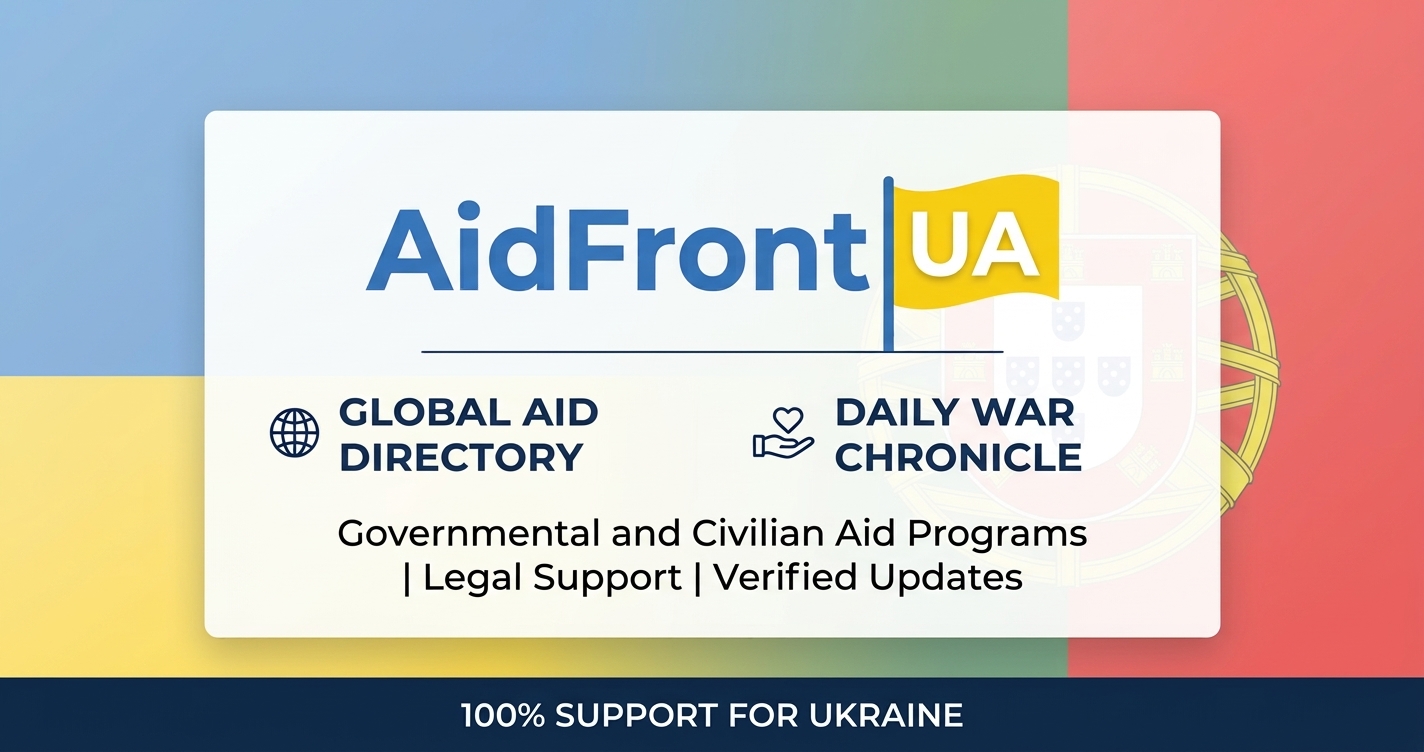 AidFront UA
GLOBAL AID
DIRECTORY
DAILY WAR
CHRONICLE
Governmental and Civilian Aid Programs
| Legal Support | Verified Updates
100% SUPPORT FOR UKRAINE